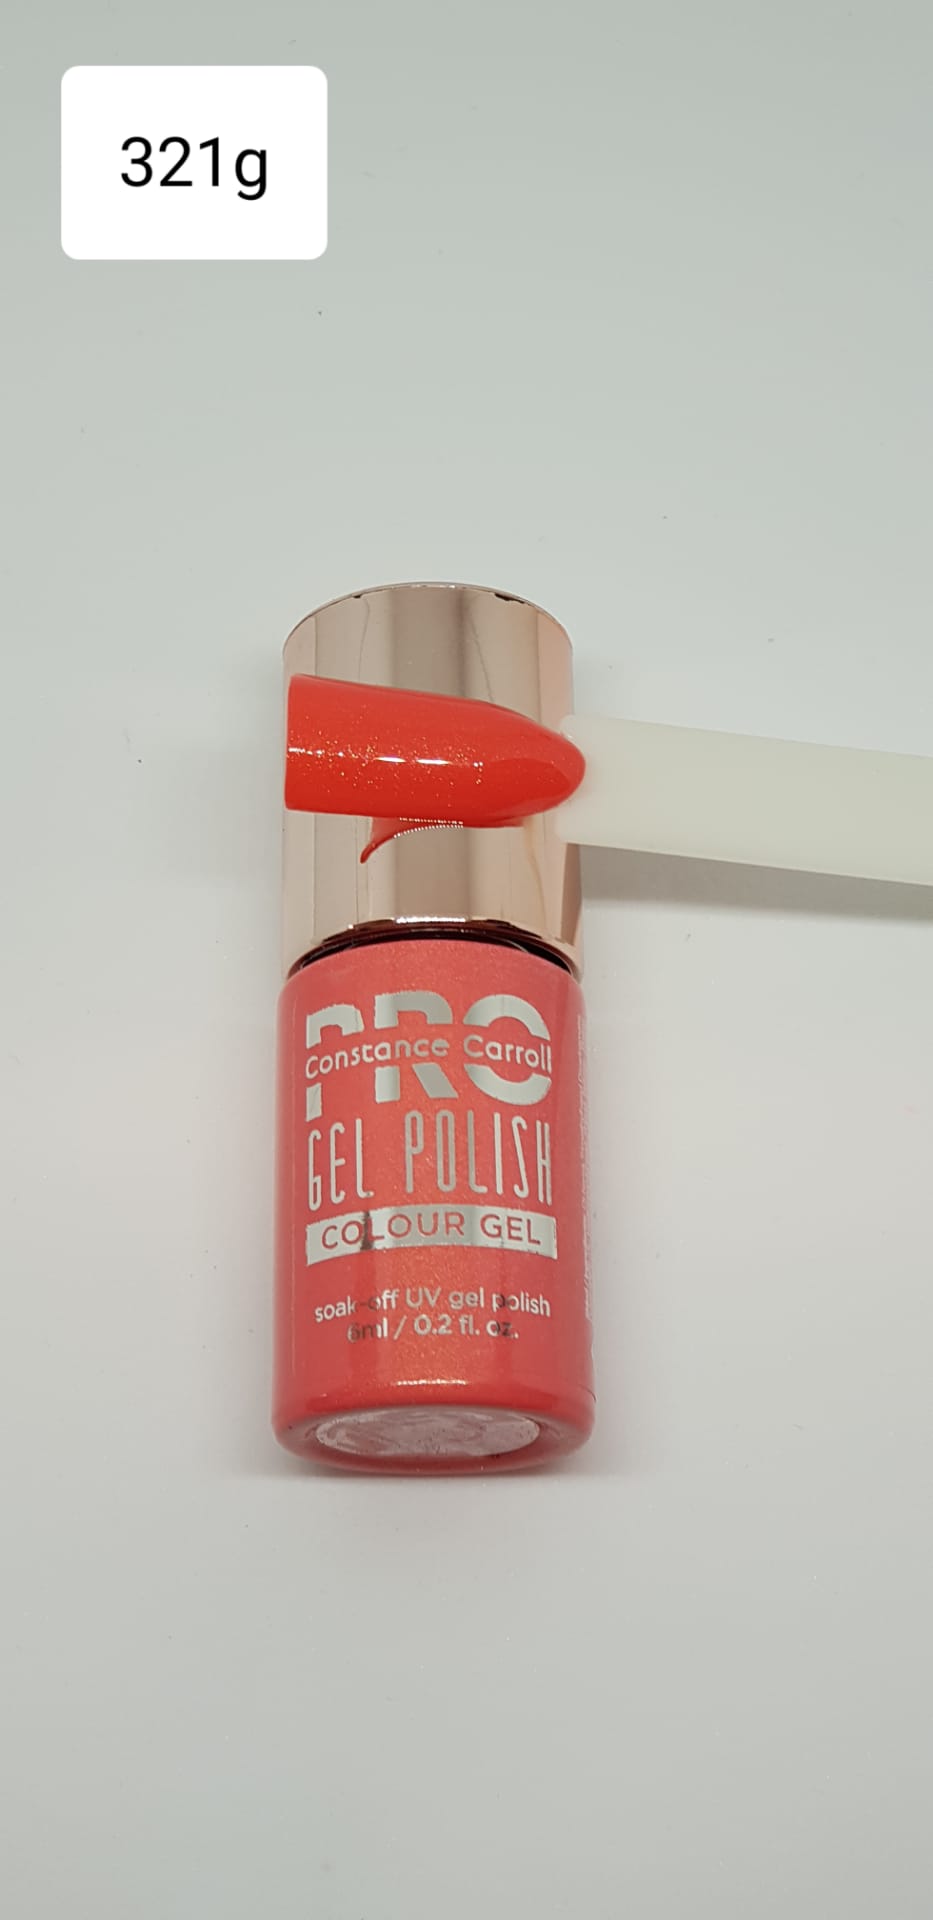 321g
PRO
Constance Carroll
GEL POLISH
COLOUR GEL
soak-off UV gel polish
6ml / 0.2 fl. oz.